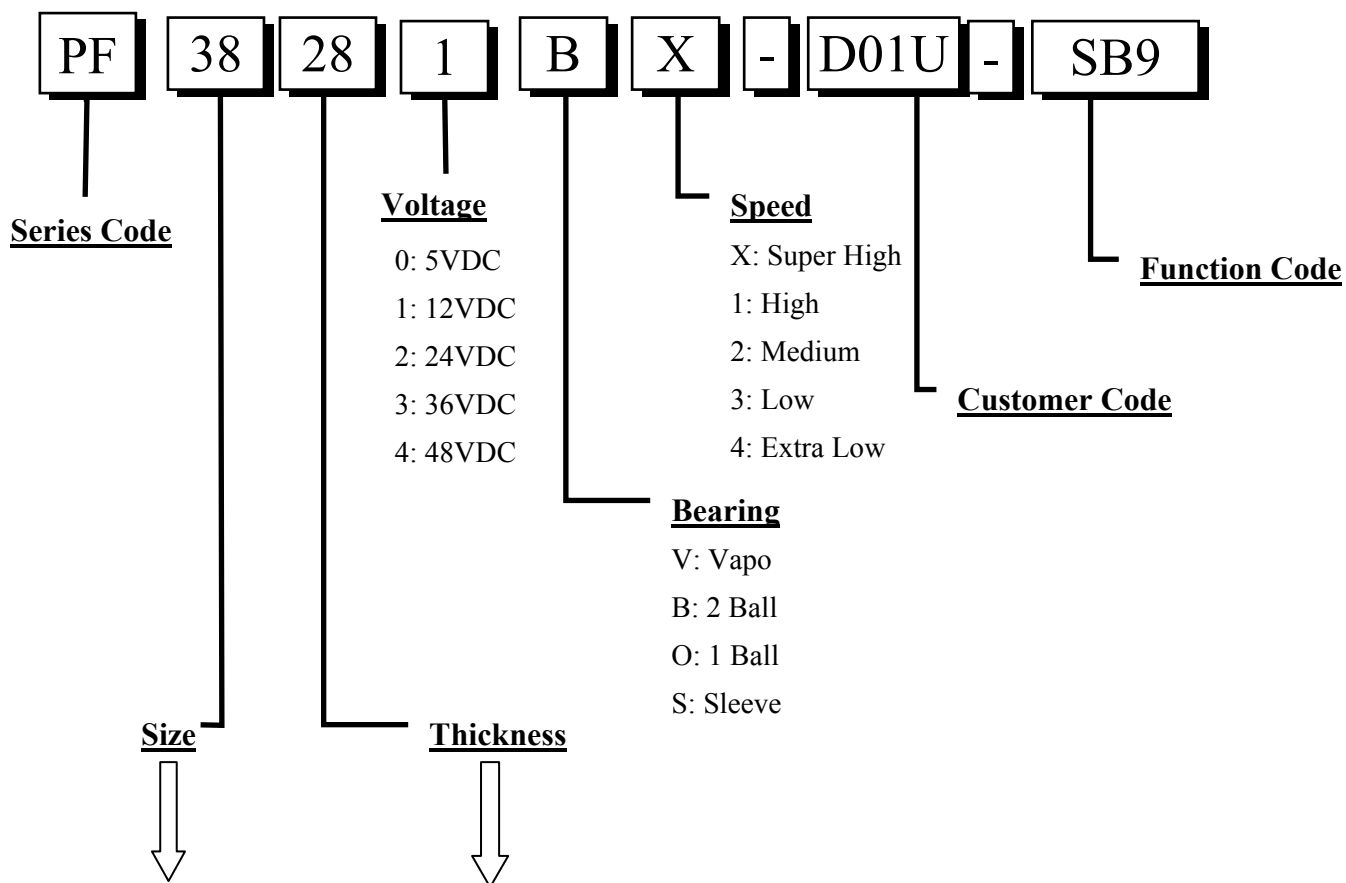 PF 38 28 1 B X - D01U - SB9
Series Code
Voltage
0: 5VDC
1: 12VDC
2: 24VDC
3: 36VDC
4: 48VDC
Speed
X: Super High
1: High
2: Medium
3: Low
4: Extra Low
Function Code
Customer Code
Bearing
V: Vapo
B: 2 Ball
O: 1 Ball
S: Sleeve
Size
Thickness